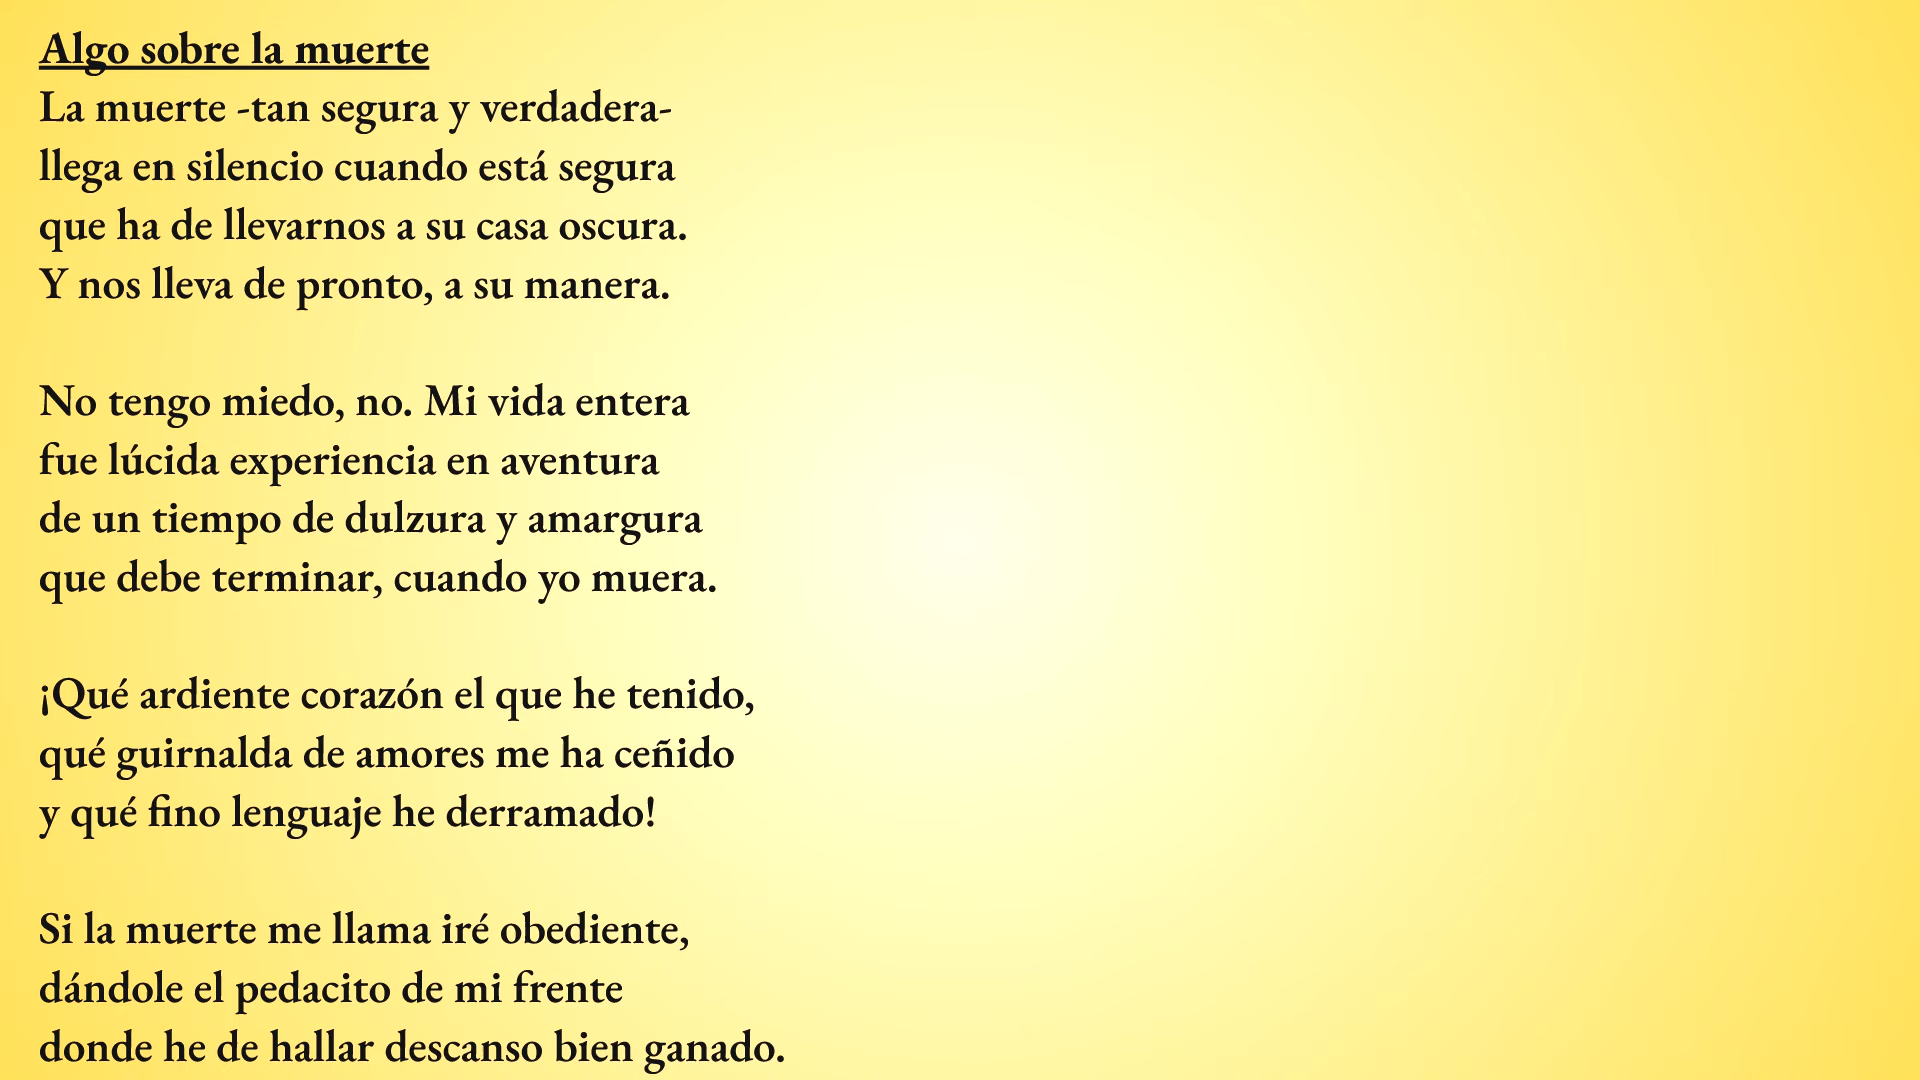 Algo sobre la muerte
La muerte -tan segura y verdadera-
llega en silencio cuando está segura
que ha de llevarnos a su casa oscura.
Y nos lleva de pronto, a su manera.

No tengo miedo, no. Mi vida entera
fue lúcida experiencia en aventura
de un tiempo de dulzura y amargura
que debe terminar, cuando yo muera.

¡Qué ardiente corazón el que he tenido,
qué guirnalda de amores me ha ceñido
y qué fino lenguaje he derramado!

Si la muerte me llama iré obediente,
dándole el pedacito de mi frente
donde he de hallar descanso bien ganado.